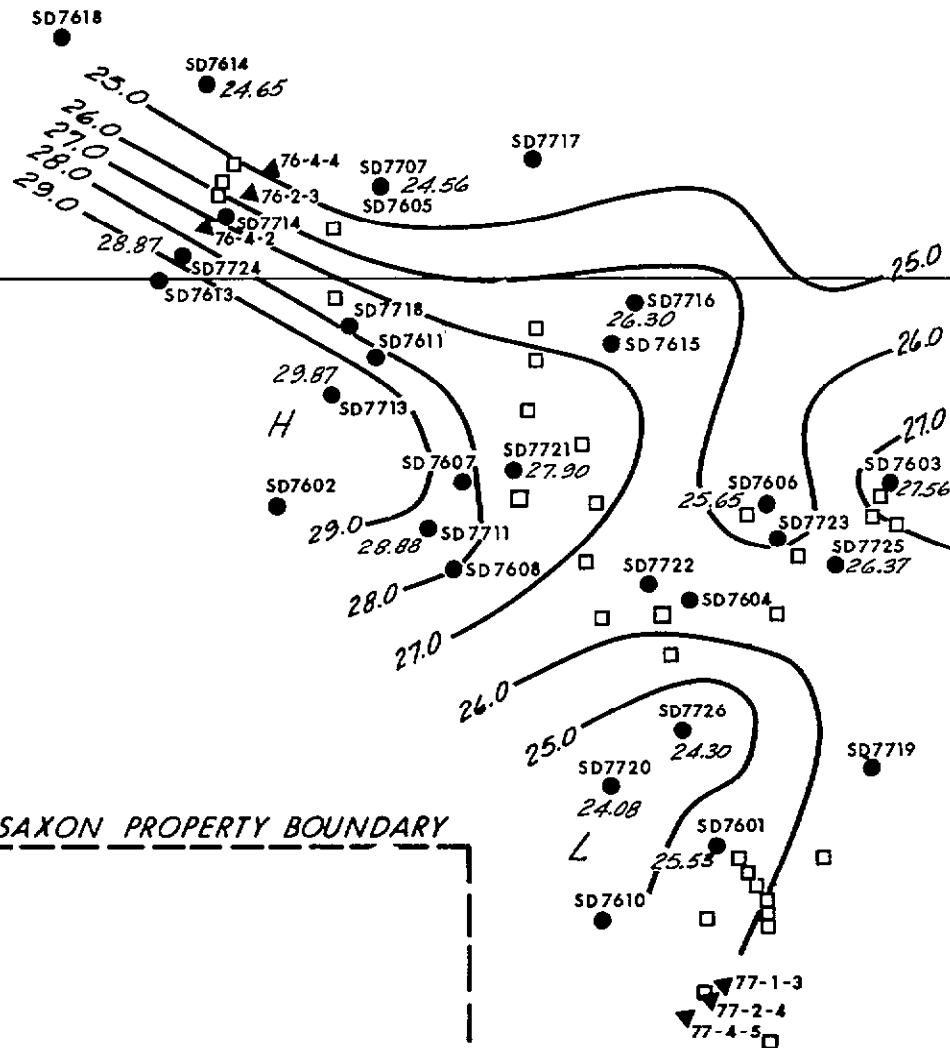 SD7618
SD7614
24.65
25.0
26.0
27.0
28.0
29.0
76-4-4
76-2-3
SD7714
76-4-2
SD7707
24.56
SD7605
SD7717
28.87
SD7724
SD7613
25.0
SD7718
SD7611
SD7716
26.30
SD7615
26.0
29.87
SD7713
H
27.0
SD7607
SD7721
27.90
SD7603
27.56
SD7606
25.65
SD7602
29.0
SD7711
28.88
SD7723
SD7725
26.37
SD7608
28.0
SD7722
SD7604
27.0
26.0
25.0
SD7726
24.30
SD7720
24.08
SD7719
SAXON PROPERTY BOUNDARY
L
SD7601
25.53
SD7610
77-1-3
77-2-4
77-4-5